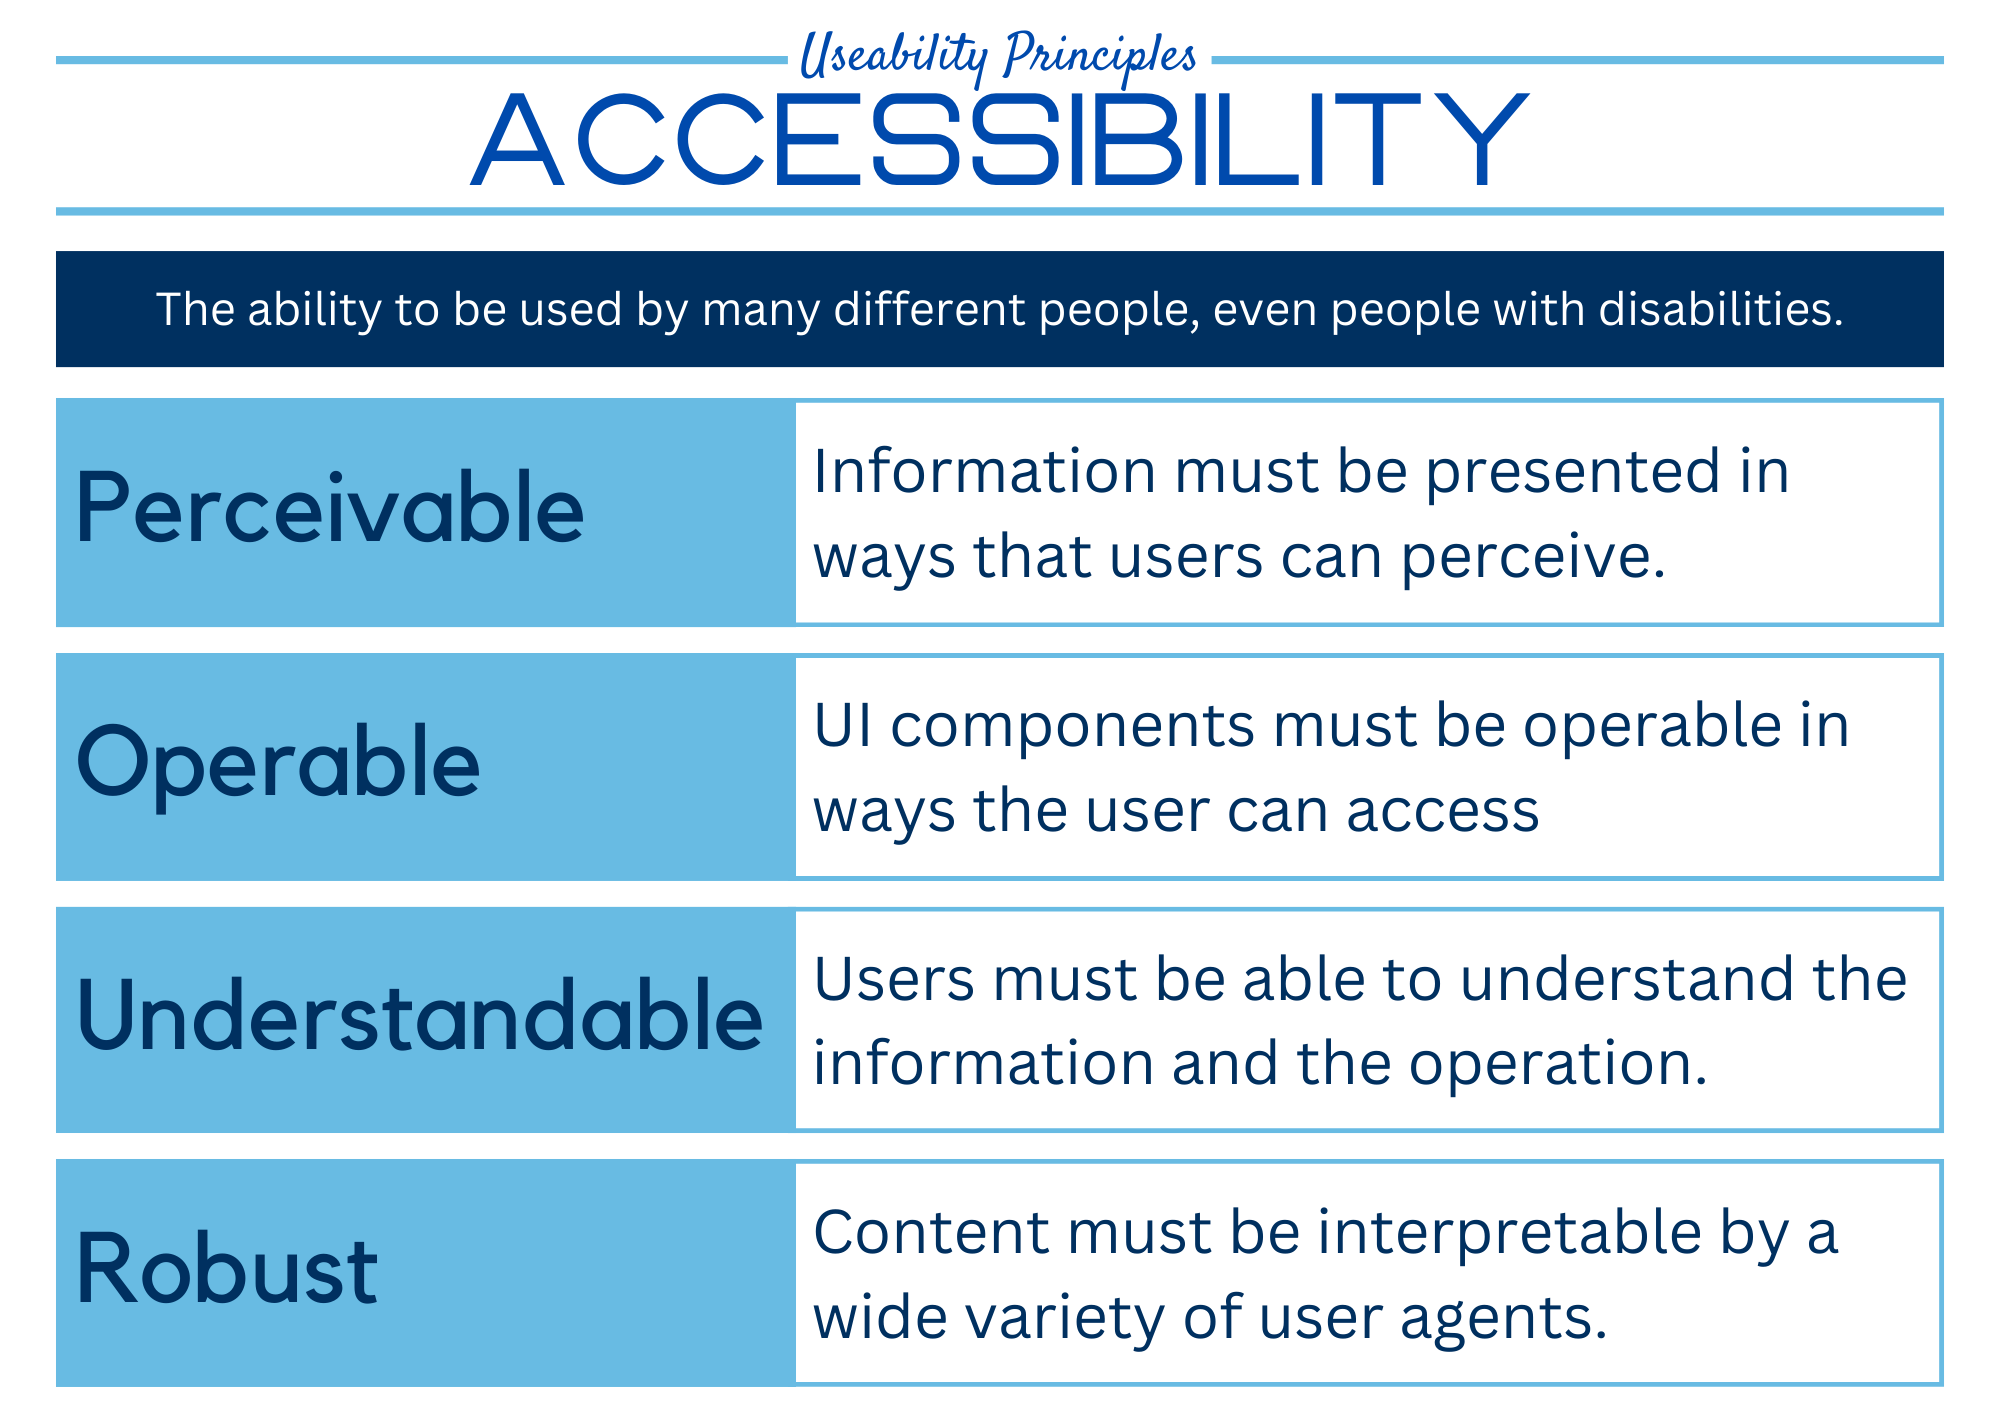 Useability Principles
ACCESSIBILITY
The ability to be used by many different people, even people with disabilities.
Perceivable
Information must be presented in
ways that users can perceive.
Operable
UI components must be operable in
ways the user can access
Understandable
Users must be able to understand the
information and the operation.
Robust
Content must be interpretable by a
wide variety of user agents.